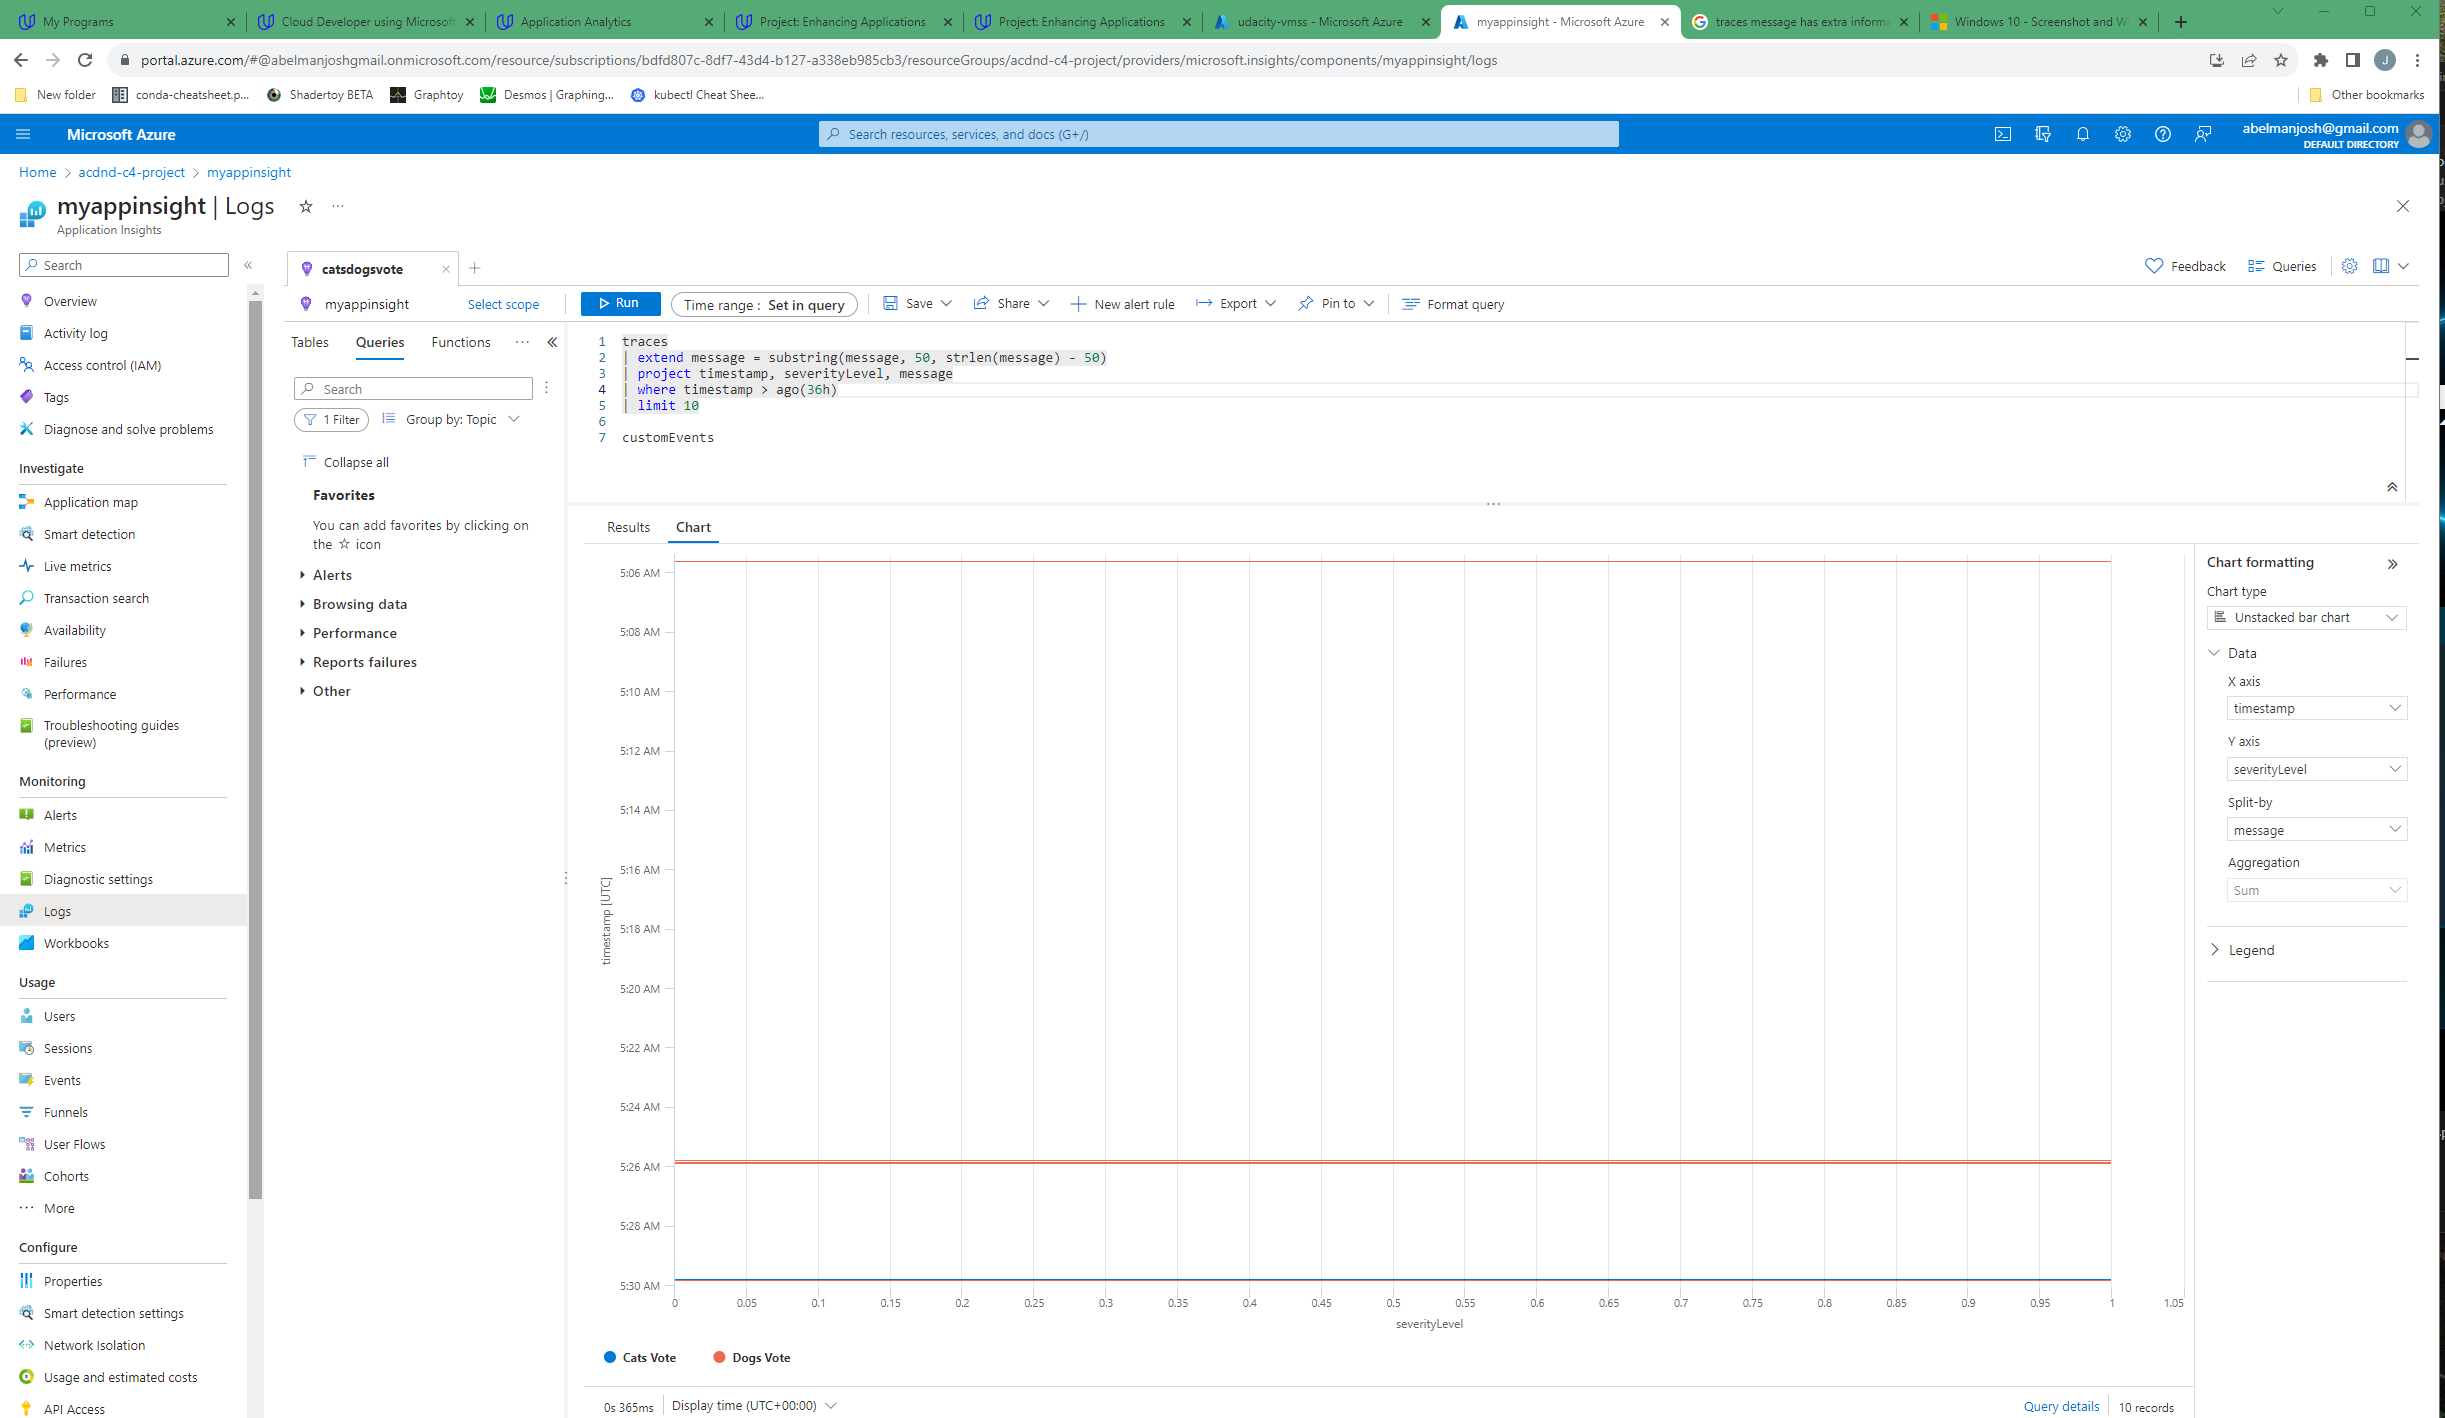 My Programs
Cloud Developer using Microsoft
Application Analytics
Project: Enhancing Applications
Project: Enhancing Applications
udacity-vmss - Microsoft Azure
myappinsight - Microsoft Azure
traces message has extra informa
Windows 10 - Screenshot and W
portal.azure.com/#@abelmanjoshgmail.onmicrosoft.com/resource/subscriptions/bdfd807c-8df7-43d4-b127-a338eb985cb3/resourceGroups/acdnd-c4-project/providers/microsoft.insights/components/myappinsight/logs
J
New folder
conda-cheatsheet.p...
Shadertoy BETA
Graphtoy
Desmos | Graphing...
kubectl Cheat Shee...
Other bookmarks
Microsoft Azure
Search resources, services, and docs (G+/)
abelmanjosh@gmail.com
DEFAULT DIRECTORY
Home > acdnd-c4-project > myappinsight
myappinsight | Logs
Application Insights
Search
Overview
Activity log
Access control (IAM)
Tags
Diagnose and solve problems
Investigate
Application map
Smart detection
Live metrics
Transaction search
Availability
Failures
Performance
Troubleshooting guides
(preview)
Monitoring
Alerts
Metrics
Diagnostic settings
Logs
Workbooks
Usage
Users
Sessions
Events
Funnels
User Flows
Cohorts
More
Configure
Properties
Smart detection settings
Network Isolation
Usage and estimated costs
API Access
catsdogsvote
Feedback
Queries
myappinsight
Select scope
Run
Time range : Set in query
Save
Share
New alert rule
Export
Pin to
Format query
Tables
Queries
Functions
Search
1 Filter
Group by: Topic
Collapse all
Favorites
You can add favorites by clicking on
the ☆ icon
Alerts
Browsing data
Performance
Reports failures
Other
1 traces
2 | extend message = substring(message, 50, strlen(message) - 50)
3 | project timestamp, severityLevel, message
4 | where timestamp > ago(36h)
5 | limit 10
6
7 customEvents
Results
Chart
5:06 AM
5:08 AM
5:10 AM
5:12 AM
5:14 AM
5:16 AM
5:18 AM
5:20 AM
5:22 AM
5:24 AM
5:26 AM
5:28 AM
5:30 AM
timestamp [UTC]
0 0.05 0.1 0.15 0.2 0.25 0.3 0.35 0.4 0.45 0.5 0.55 0.6 0.65 0.7 0.75 0.8 0.85 0.9 0.95 1 1.05
severityLevel
Cats Vote
Dogs Vote
Chart formatting
Chart type
Unstacked bar chart
Data
X axis
timestamp
Y axis
severityLevel
Split-by
message
Aggregation
Sum
Legend
0s 365ms
Display time (UTC+00:00)
Query details
10 records